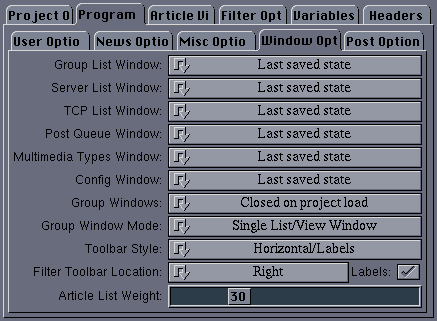 Project O Program Article Vi Filter Opt Variables Headers
User Optio News Optio Misc Optio Window Opt Post Option
Group List Window: Last saved state
Server List Window: Last saved state
TCP List Window: Last saved state
Post Queue Window: Last saved state
Multimedia Types Window: Last saved state
Config Window: Last saved state
Group Windows: Closed on project load
Group Window Mode: Single List/View Window
Toolbar Style: Horizontal/Labels
Filter Toolbar Location: Right Labels:
Article List Weight: 30